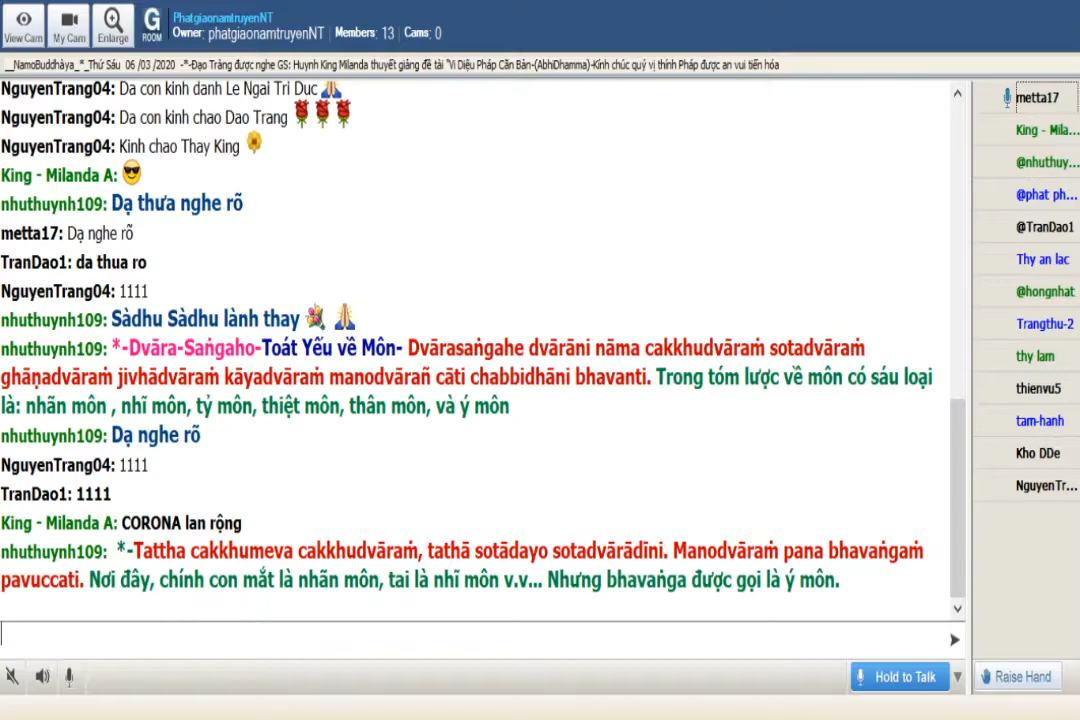 View Cam
My Cam
Enlarge
G
ROOM
PhatgiaonamtruyenNT
Owner: phatgiaonamtruyenNT | Members: 13 | Cams: 0
__NamoBuddhàya_*_Thứ Sáu 06 /03 /2020 -*-Đạo Tràng được nghe GS: Huynh King Milanda thuyết giảng đề tài "Vi Diệu Pháp Căn Bản-(AbhiDhamma)-Kính chúc quý vị thính Pháp được an vui tiến hóa
NguyenTrang04: Da con kinh danh Le Ngai Tri Duc
NguyenTrang04: Da con kinh chao Dao Trang
NguyenTrang04: Kinh chao Thay King
King - Milanda A:
nhuthuynh109: Dạ thưa nghe rõ
metta17: Dạ nghe rõ
TranDao1: da thua ro
NguyenTrang04: 1111
nhuthuynh109: Sàdhu Sàdhu lành thay
nhuthuynh109: *-Dvāra-Saṅgaho-Toát Yếu về Môn- Dvārasaṅgahe dvārāni nāma cakkhudvāraṁ sotadvāraṁ
ghāṇadvāraṁ jivhādvāraṁ kāyadvāraṁ manodvārañ cāti chabbidhāni bhavanti. Trong tóm lược về môn có sáu loại
là: nhãn môn , nhĩ môn, tỷ môn, thiệt môn, thân môn, và ý môn
nhuthuynh109: Dạ nghe rõ
NguyenTrang04: 1111
TranDao1: 1111
King - Milanda A: CORONA lan rộng
nhuthuynh109: *-Tattha cakkhumeva cakkhudvāraṁ, tathā sotādayo sotadvārādīni. Manodvāraṁ pana bhavaṅgaṁ
pavuccati. Nơi đây, chính con mắt là nhãn môn, tai là nhĩ môn v.v... Nhưng bhavaṅga được gọi là ý môn.
metta17
King - Mila...
@nhuthuy...
@phat ph...
@TranDao1
Thy an lac
@hongnhat
Trangthu-2
thy lam
thienvu5
tam-hanh
Kho DDe
NguyenTr...
Hold to Talk
Raise Hand